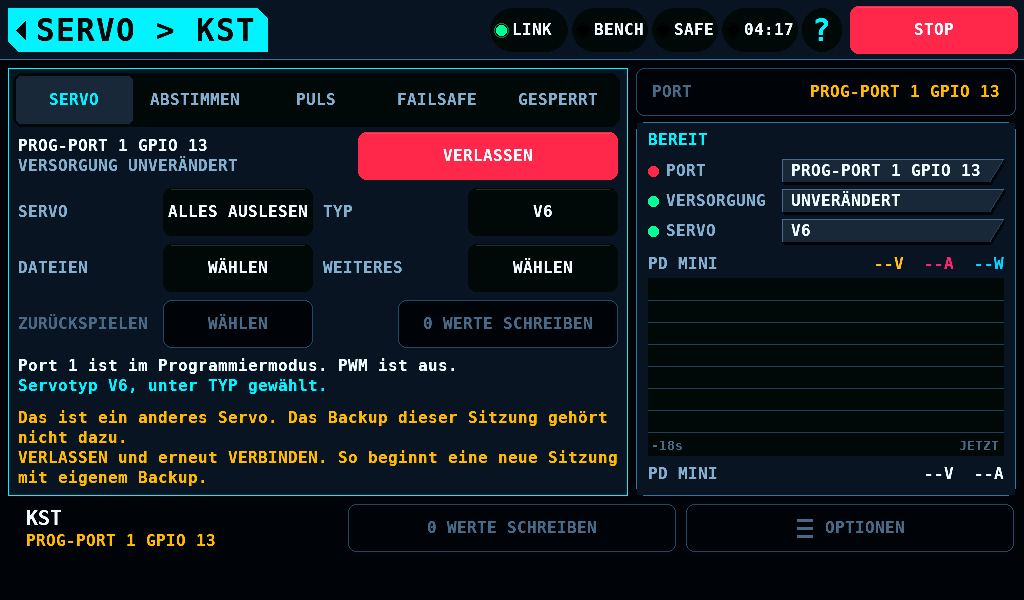 SERVO > KST
LINK
BENCH
SAFE
04:17
?
STOP
SERVO
ABSTIMMEN
PULS
FAILSAFE
GESPERRT
PROG-PORT 1 GPIO 13
VERSORGUNG UNVERÄNDERT
VERLASSEN
SERVO
ALLES AUSLESEN
TYP
V6
DATEIEN
WÄHLEN
WEITERES
WÄHLEN
ZURÜCKSPIELEN
WÄHLEN
0 WERTE SCHREIBEN
Port 1 ist im Programmiermodus. PWM ist aus.
Servotyp V6, unter TYP gewählt.
Das ist ein anderes Servo. Das Backup dieser Sitzung gehört
nicht dazu.
VERLASSEN und erneut VERBINDEN. So beginnt eine neue Sitzung
mit eigenem Backup.
PORT
PROG-PORT 1 GPIO 13
BEREIT
PORT
PROG-PORT 1 GPIO 13
VERSORGUNG
UNVERÄNDERT
SERVO
V6
PD MINI
--V
--A
--W
-18s
JETZT
PD MINI
--V
--A
KST
PROG-PORT 1 GPIO 13
0 WERTE SCHREIBEN
OPTIONEN